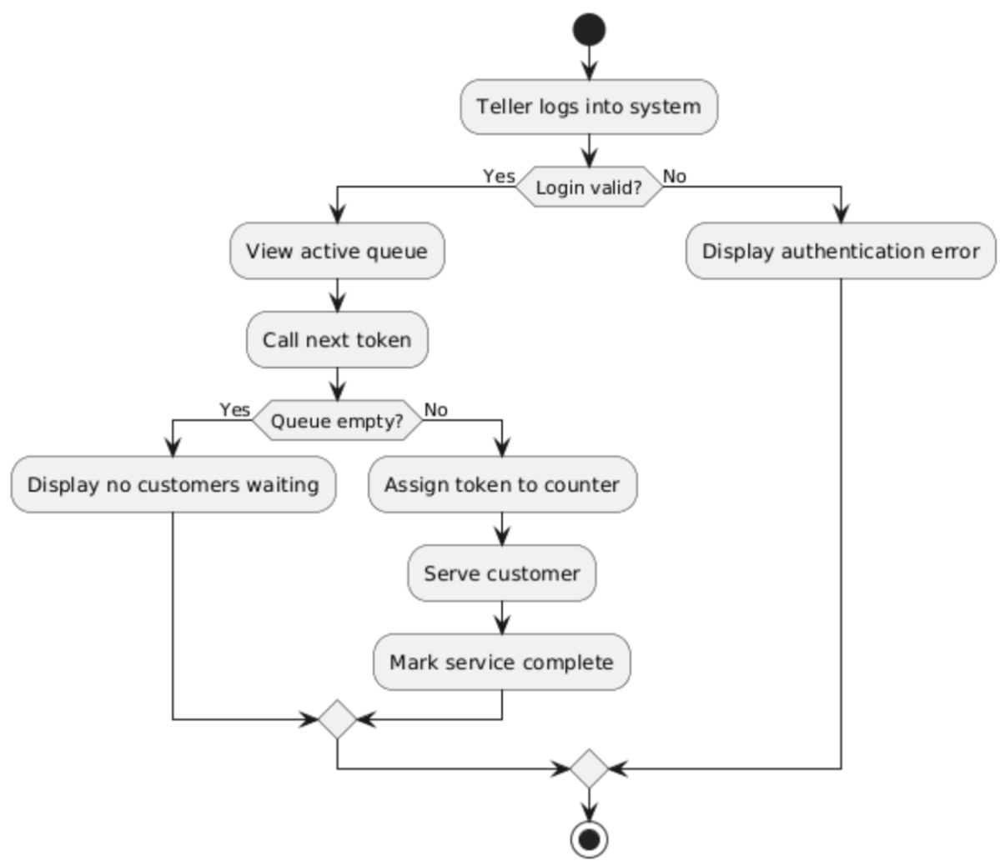 Teller logs into system
Yes
Login valid?
No
View active queue
Display authentication error
Call next token
Yes
Queue empty?
No
Display no customers waiting
Assign token to counter
Serve customer
Mark service complete